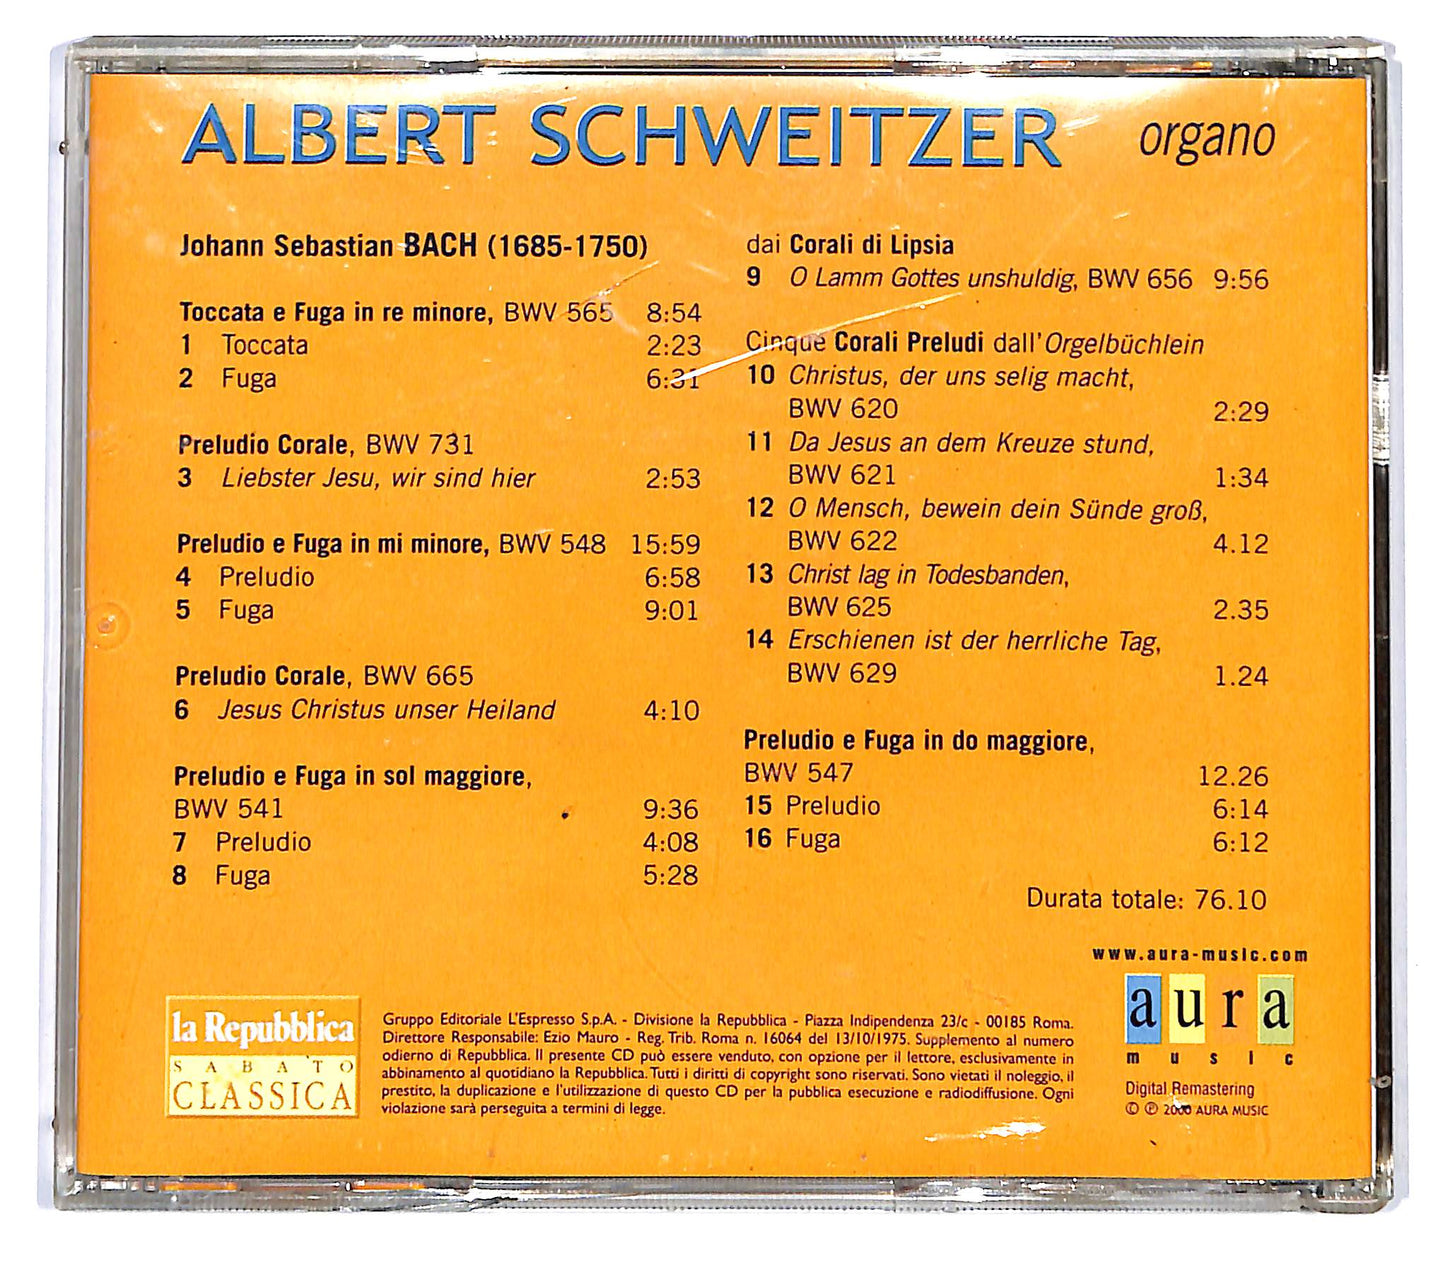 ALBERT SCHWEITZER organo
Johann Sebastian BACH (1685-1750)
Toccata e Fuga in re minore, BWV 565 8:54
1 Toccata 2:23
2 Fuga 6:31
Preludio Corale, BWV 731
3 Liebster Jesu, wir sind hier 2:53
Preludio e Fuga in mi minore, BWV 548 15:59
4 Preludio 6:58
5 Fuga 9:01
Preludio Corale, BWV 665
6 Jesus Christus unser Heiland 4:10
Preludio e Fuga in sol maggiore,
BWV 541 9:36
7 Preludio 4:08
8 Fuga 5:28
dai Corali di Lipsia
9 O Lamm Gottes unshuldig, BWV 656 9:56
Cinque Corali Preludi dall'Orgelbüchlein
10 Christus, der uns selig macht,
BWV 620 2:29
11 Da Jesus an dem Kreuze stund,
BWV 621 1:34
12 O Mensch, bewein dein Sünde groß,
BWV 622 4.12
13 Christ lag in Todesbanden,
BWV 625 2.35
14 Erschienen ist der herrliche Tag,
BWV 629 1.24
Preludio e Fuga in do maggiore,
BWV 547 12.26
15 Preludio 6:14
16 Fuga 6:12
Durata totale: 76.10
www.aura-music.com
aura
music
Digital Remastering
© ℗ 2000 AURA MUSIC
la Repubblica
SABATO
CLASSICA
Gruppo Editoriale L'Espresso S.p.A. - Divisione la Repubblica - Piazza Indipendenza 23/c - 00185 Roma.
Direttore Responsabile: Ezio Mauro - Reg. Trib. Roma n. 16064 del 13/10/1975. Supplemento al numero
odierno di Repubblica. Il presente CD può essere venduto, con opzione per il lettore, esclusivamente in
abbinamento al quotidiano la Repubblica. Tutti i diritti di copyright sono riservati. Sono vietati il noleggio, il
prestito, la duplicazione e l'utilizzazione di questo CD per la pubblica esecuzione e radiodiffusione. Ogni
violazione sarà perseguita a termini di legge.